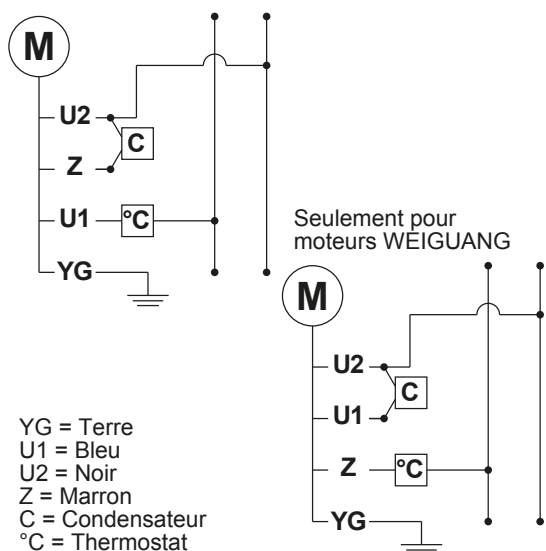 M
U2
C
Z
U1 °C
YG
Seulement pour
moteurs WEIGUANG
M
U2
C
U1
Z °C
YG
YG = Terre
U1 = Bleu
U2 = Noir
Z = Marron
C = Condensateur
°C = Thermostat